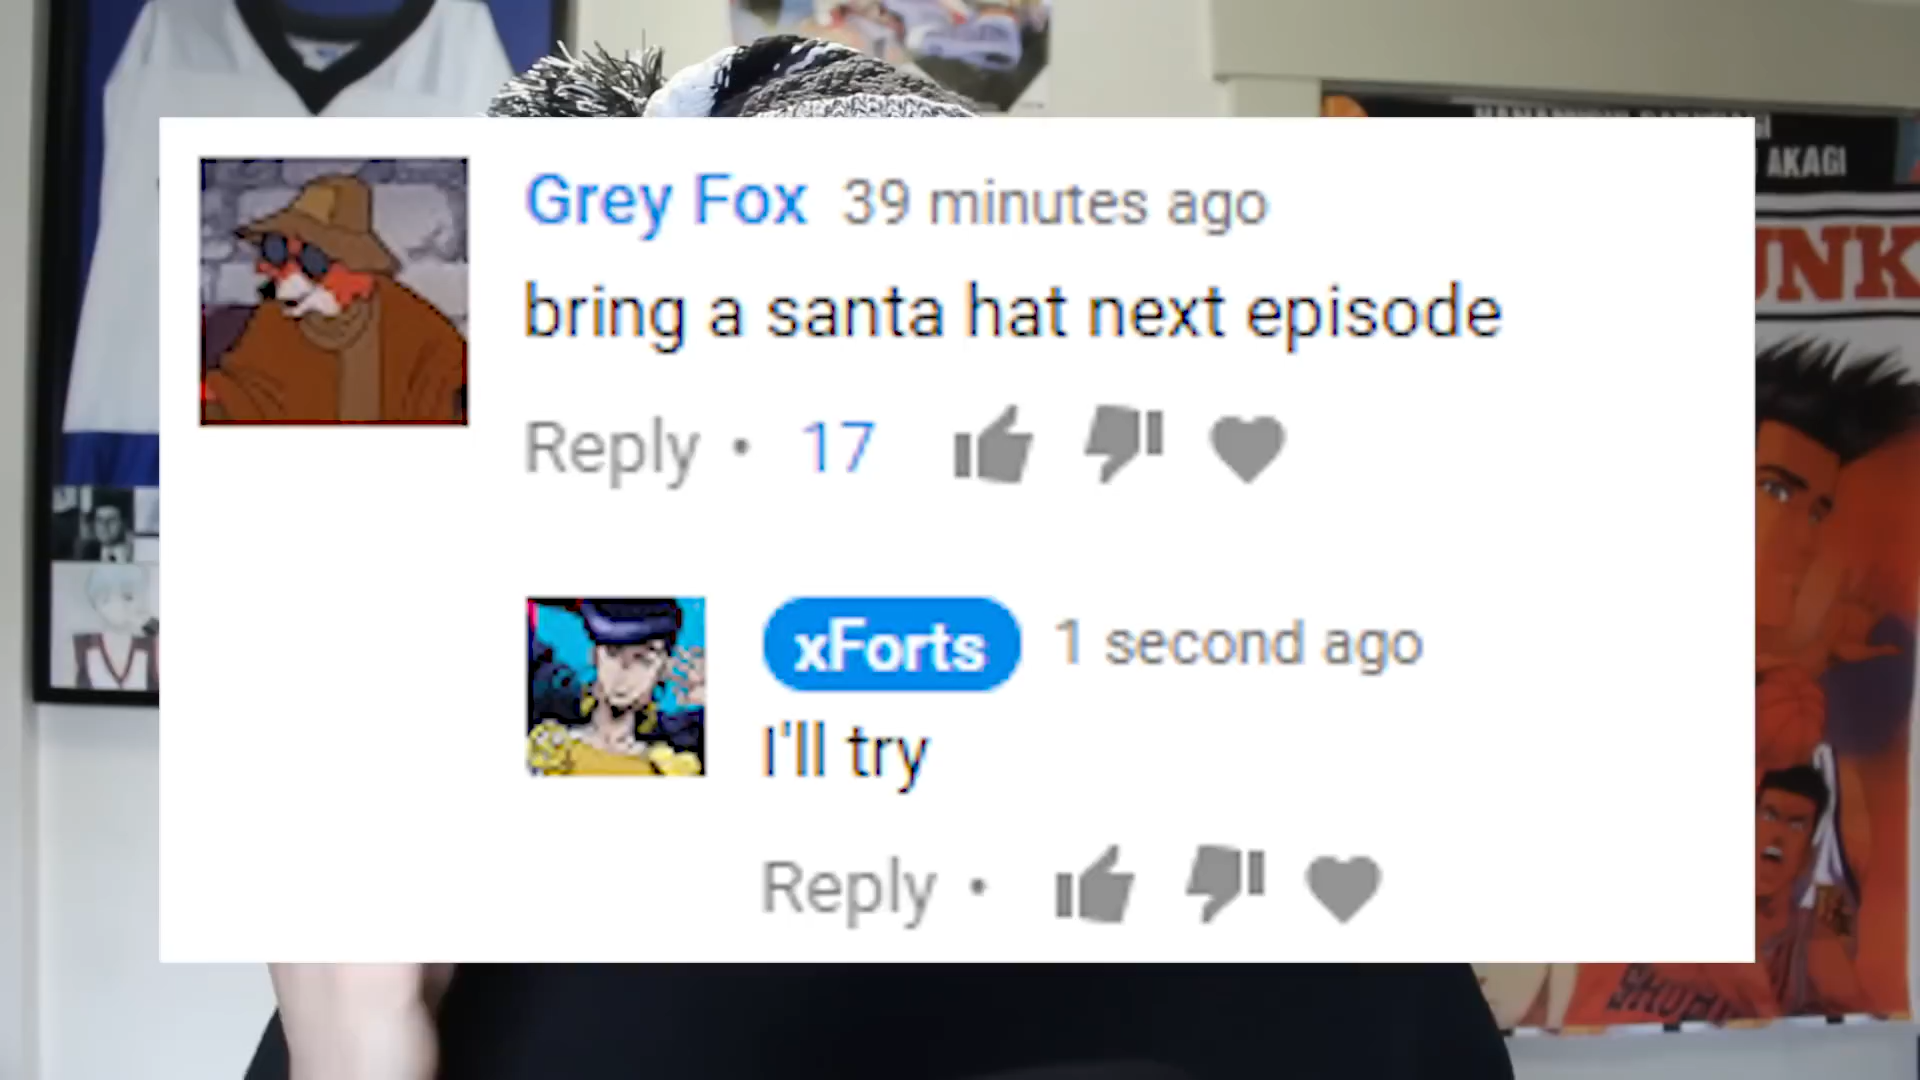 AKAGI
UNK
Grey Fox 39 minutes ago
bring a santa hat next episode
Reply • 17
xForts 1 second ago
I'll try
Reply •